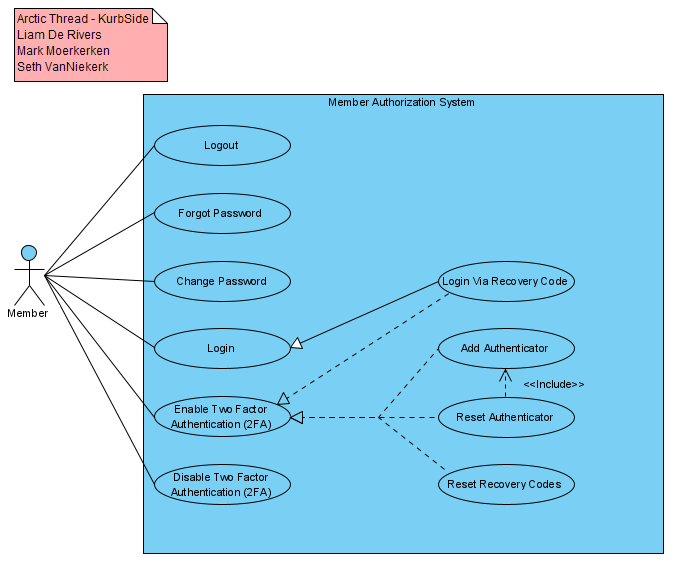 Arctic Thread - KurbSide
Liam De Rivers
Mark Moerkerken
Seth VanNiekerk
Member Authorization System
Logout
Forgot Password
Change Password
Login Via Recovery Code
Member
Login
Add Authenticator
<<Include>>
Enable Two Factor
Authentication (2FA)
Reset Authenticator
Disable Two Factor
Authentication (2FA)
Reset Recovery Codes